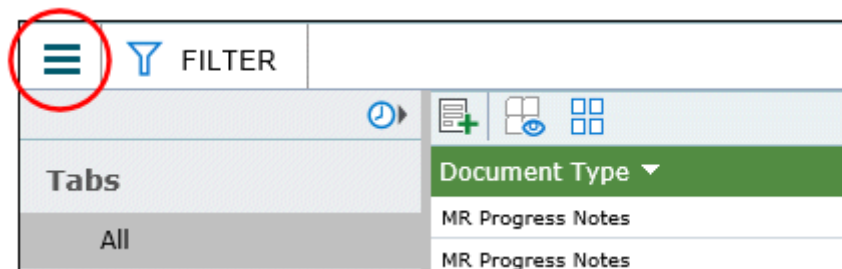 FILTER
Tabs
All
Document Type
MR Progress Notes
MR Progress Notes